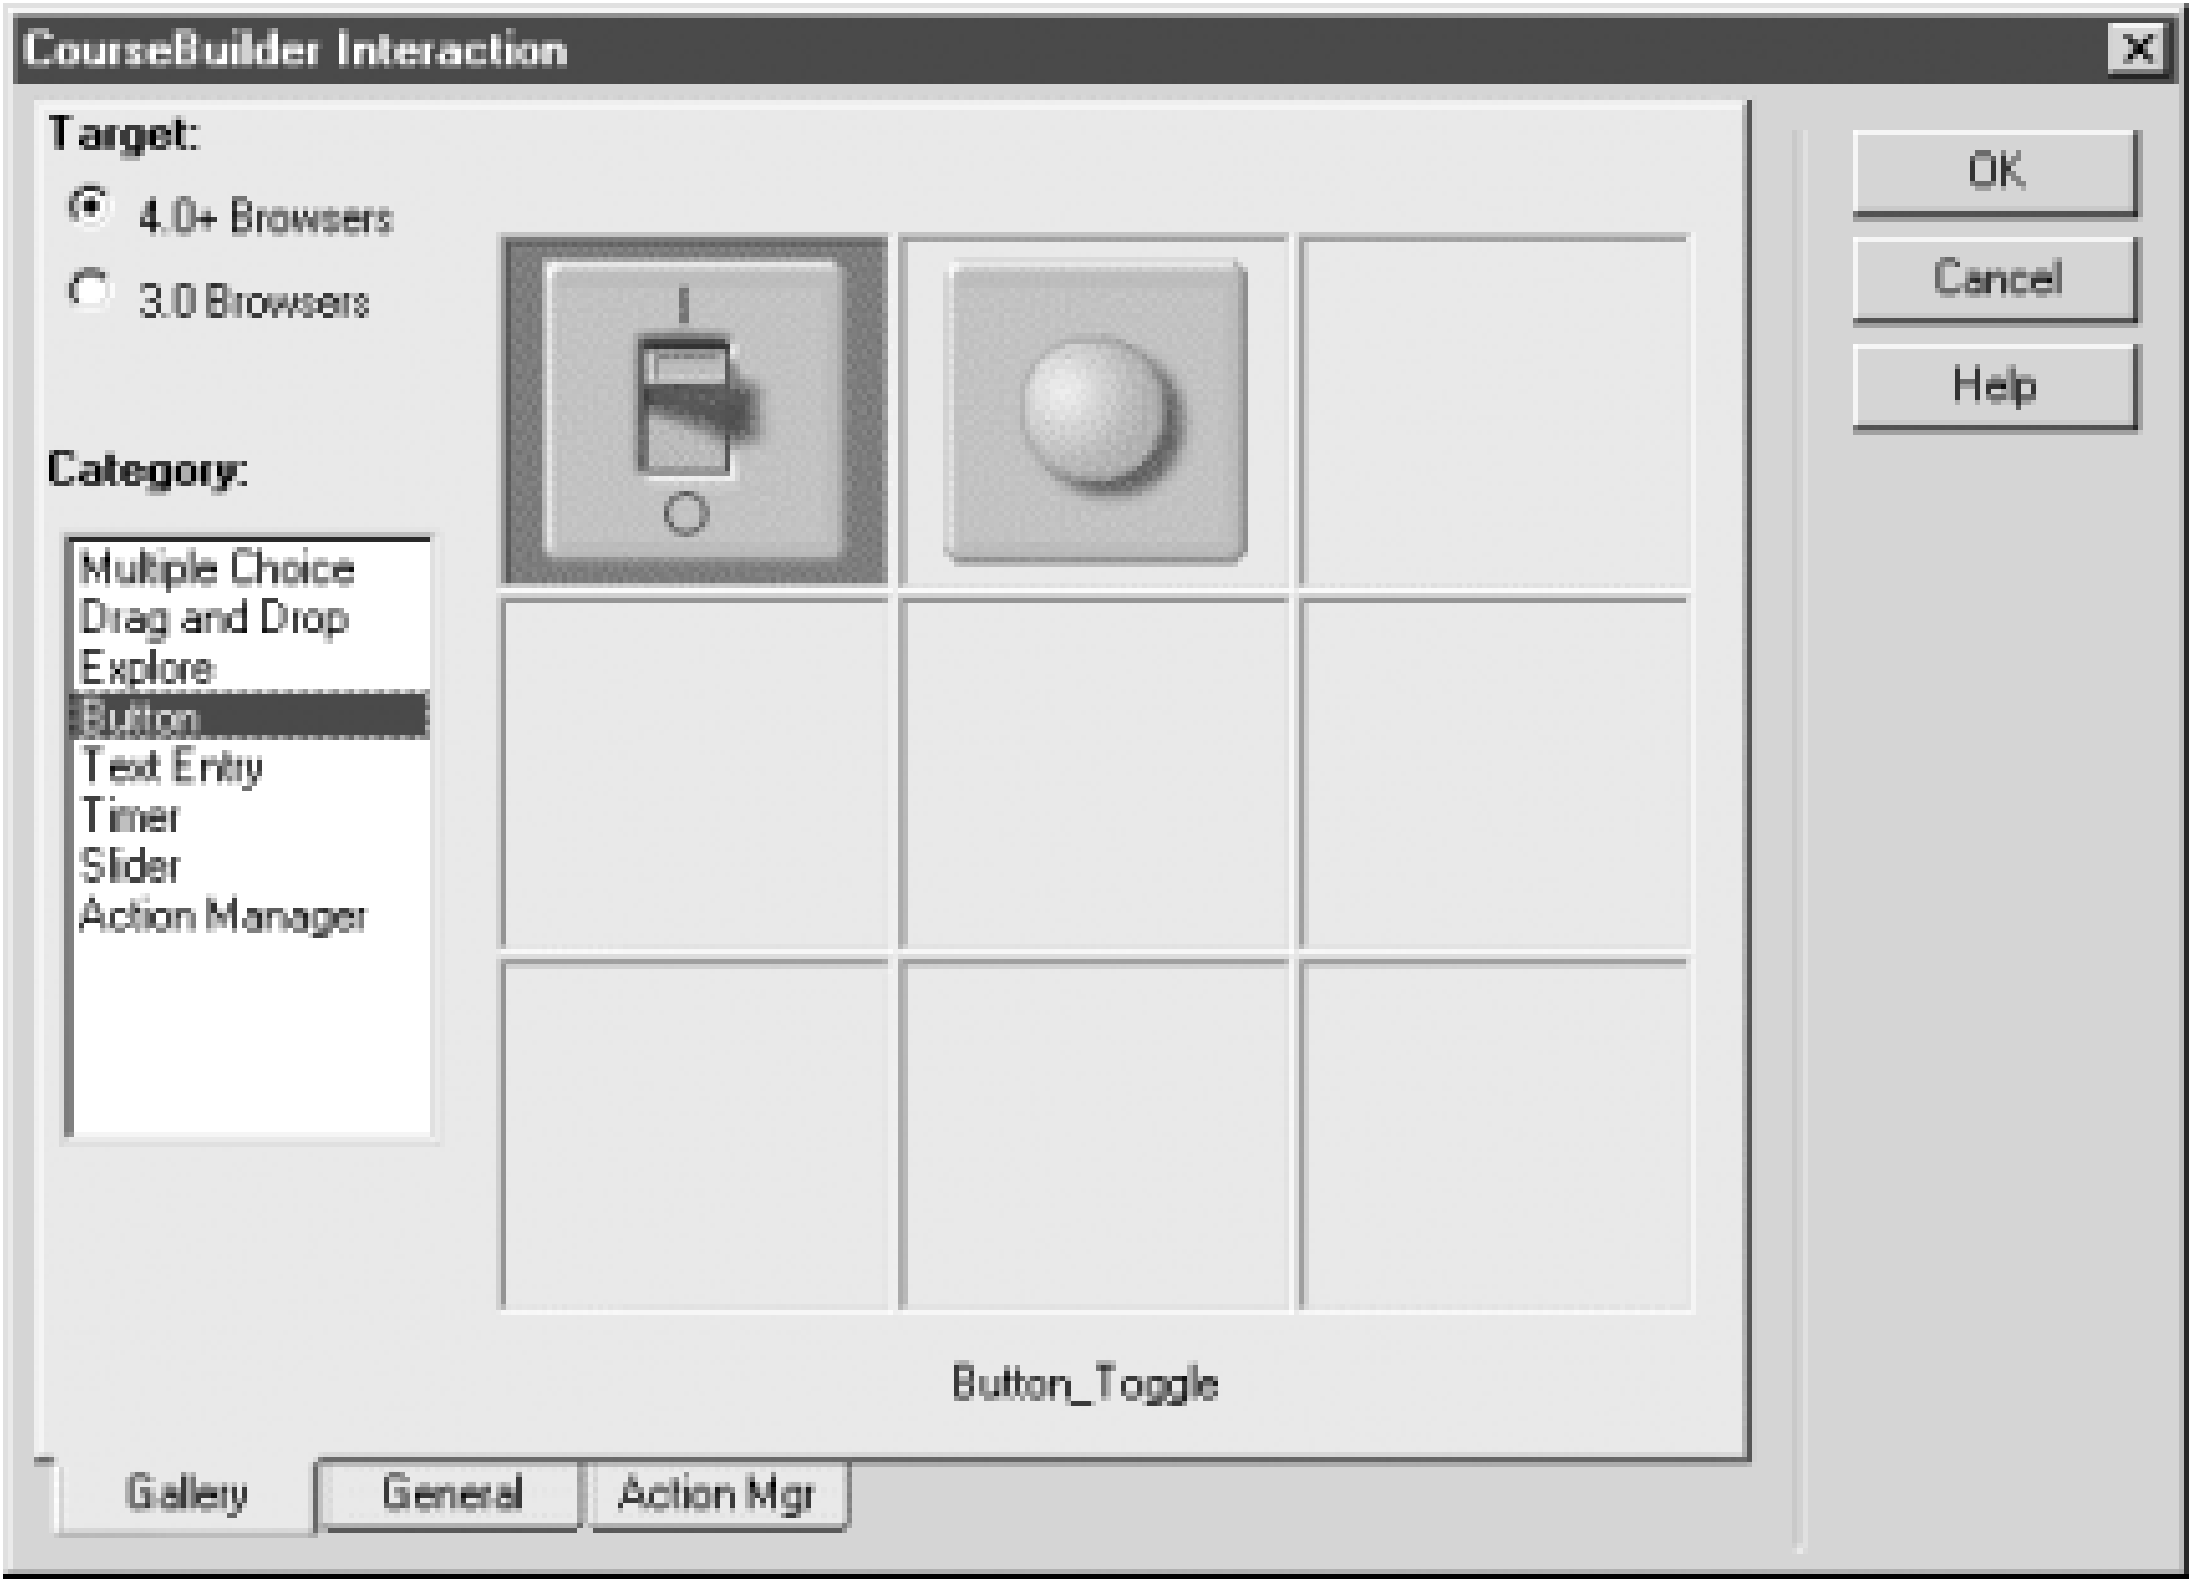 CourseBuilder Interaction
Target:
4.0+ Browsers
3.0 Browsers
Category:
Multiple Choice
Drag and Drop
Explore
Button
Text Entry
Timer
Slider
Action Manager
OK
Cancel
Help
Button_Toggle
Gallery
General
Action Mgr